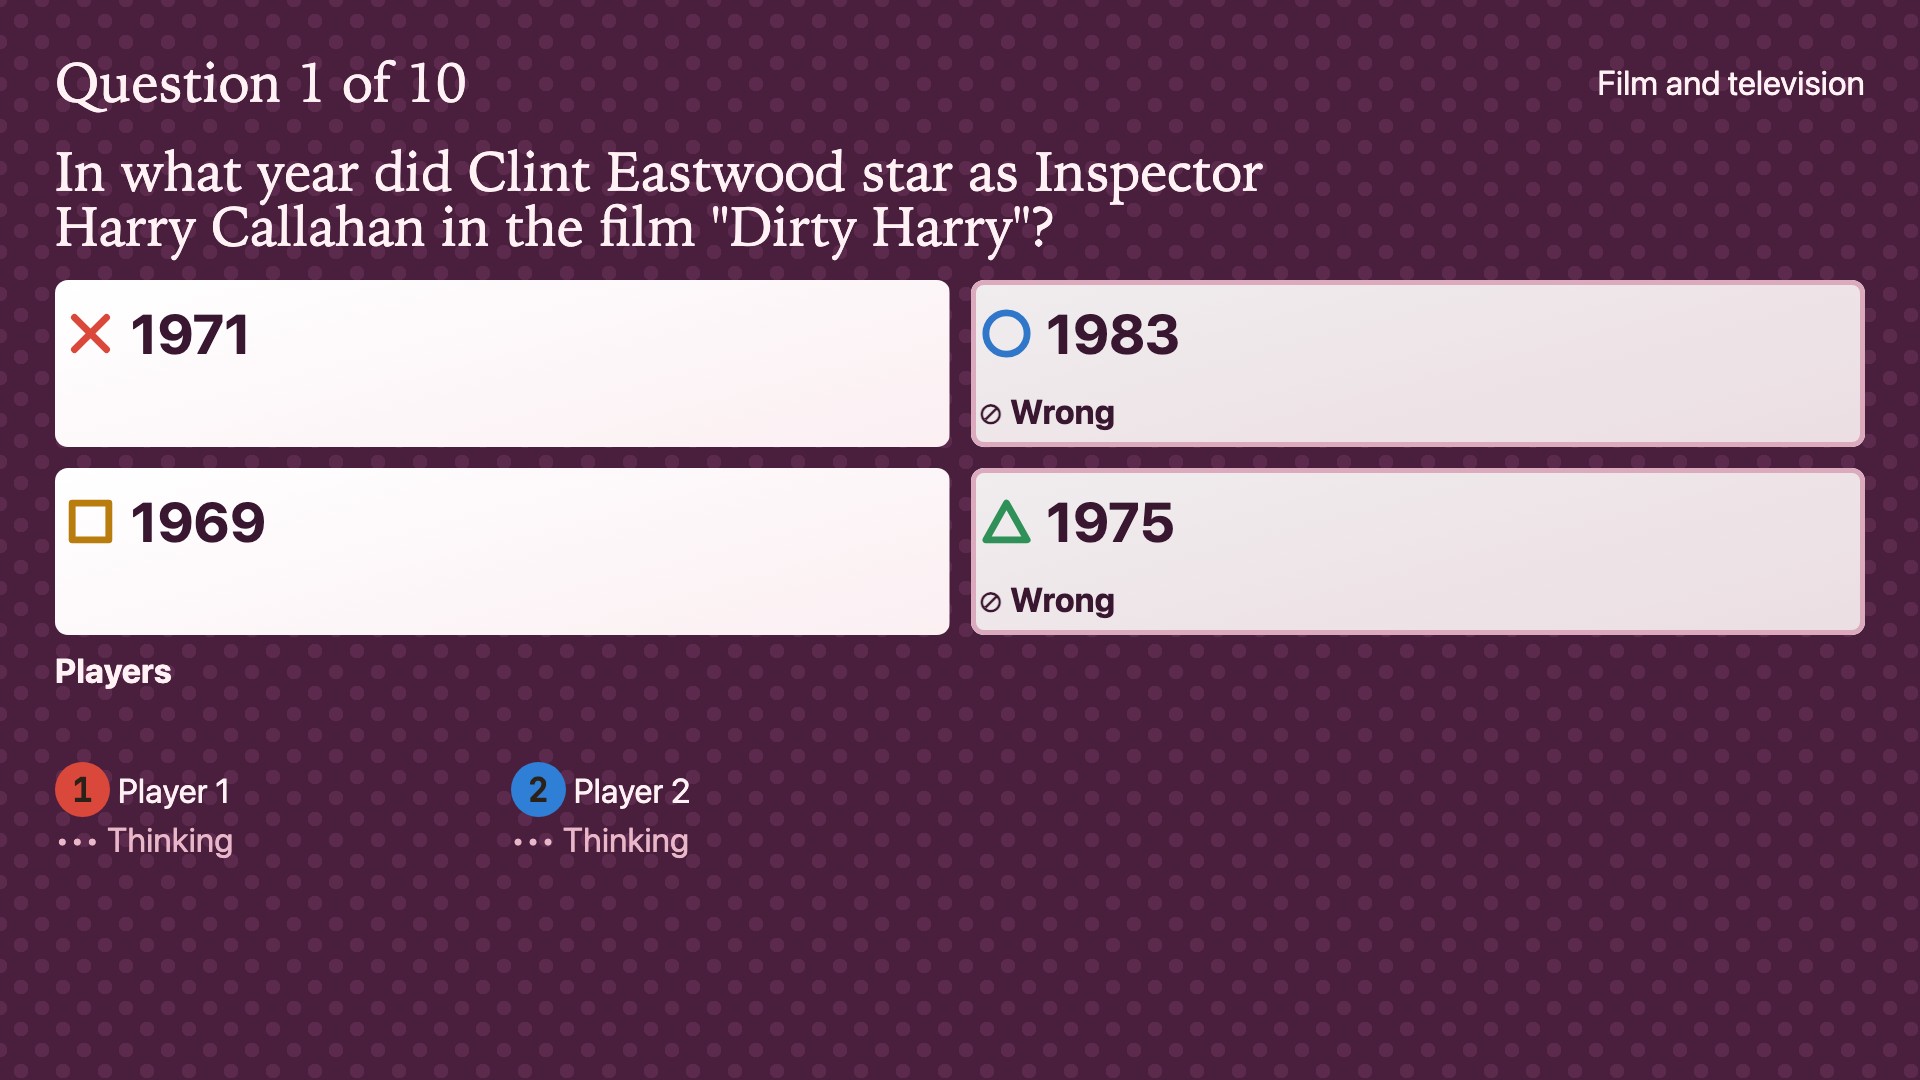 Question 1 of 10
Film and television
In what year did Clint Eastwood star as Inspector
Harry Callahan in the film "Dirty Harry"?
1971
1983
Wrong
1969
1975
Wrong
Players
1 Player 1
2 Player 2
Thinking
Thinking